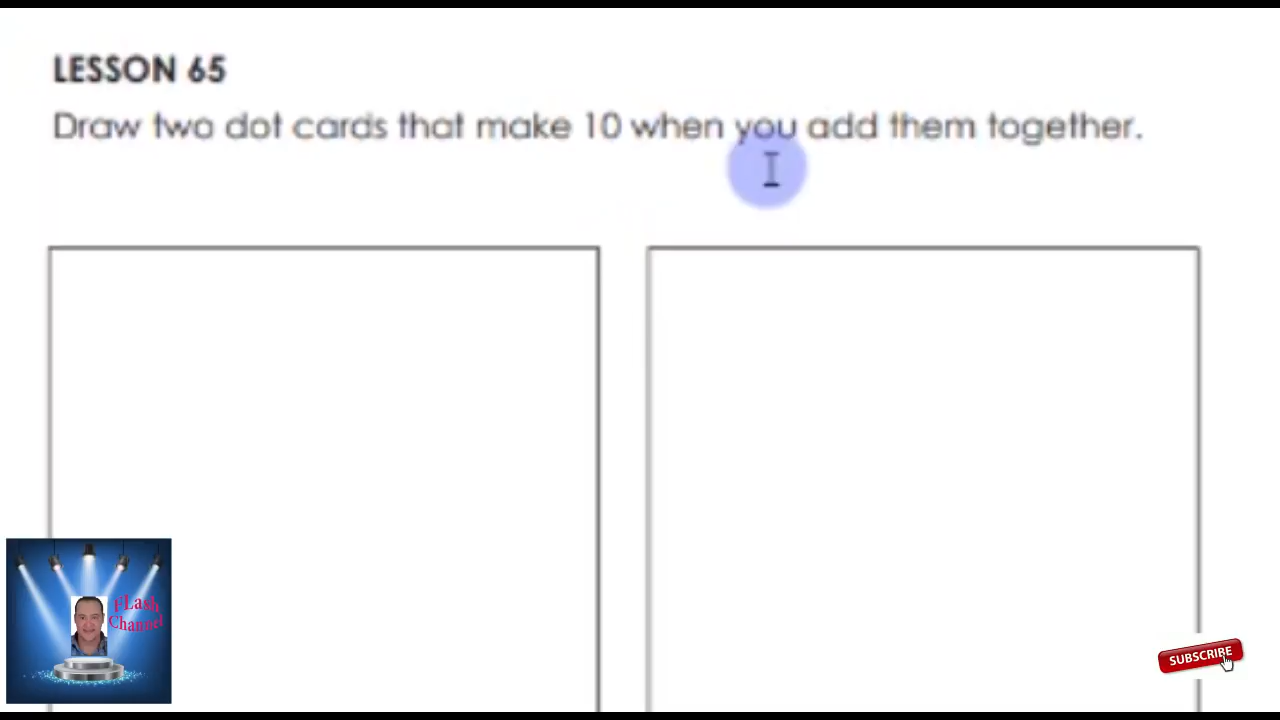 LESSON 65
Draw two dot cards that make 10 when you add them together.
FLash
Channel
SUBSCRIBE